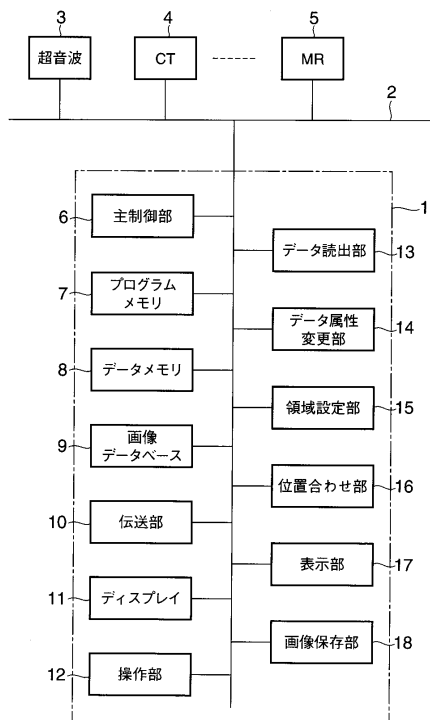 3
4
5
超音波
CT
MR
2
1
6
主制御部
データ読出部
13
7
プログラム
メモリ
データ属性
変更部
14
8
データメモリ
領域設定部
15
9
画像
データベース
位置合わせ部
16
10
伝送部
表示部
17
11
ディスプレイ
画像保存部
18
12
操作部